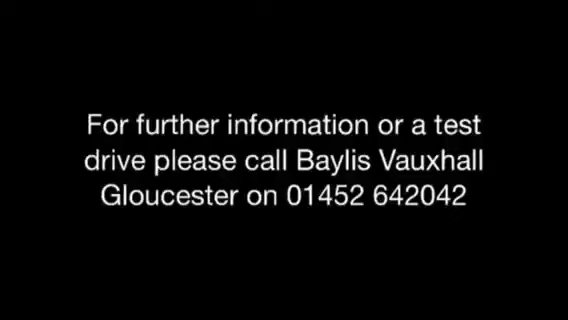 For further information or a test
drive please call Baylis Vauxhall
Gloucester on 01452 642042